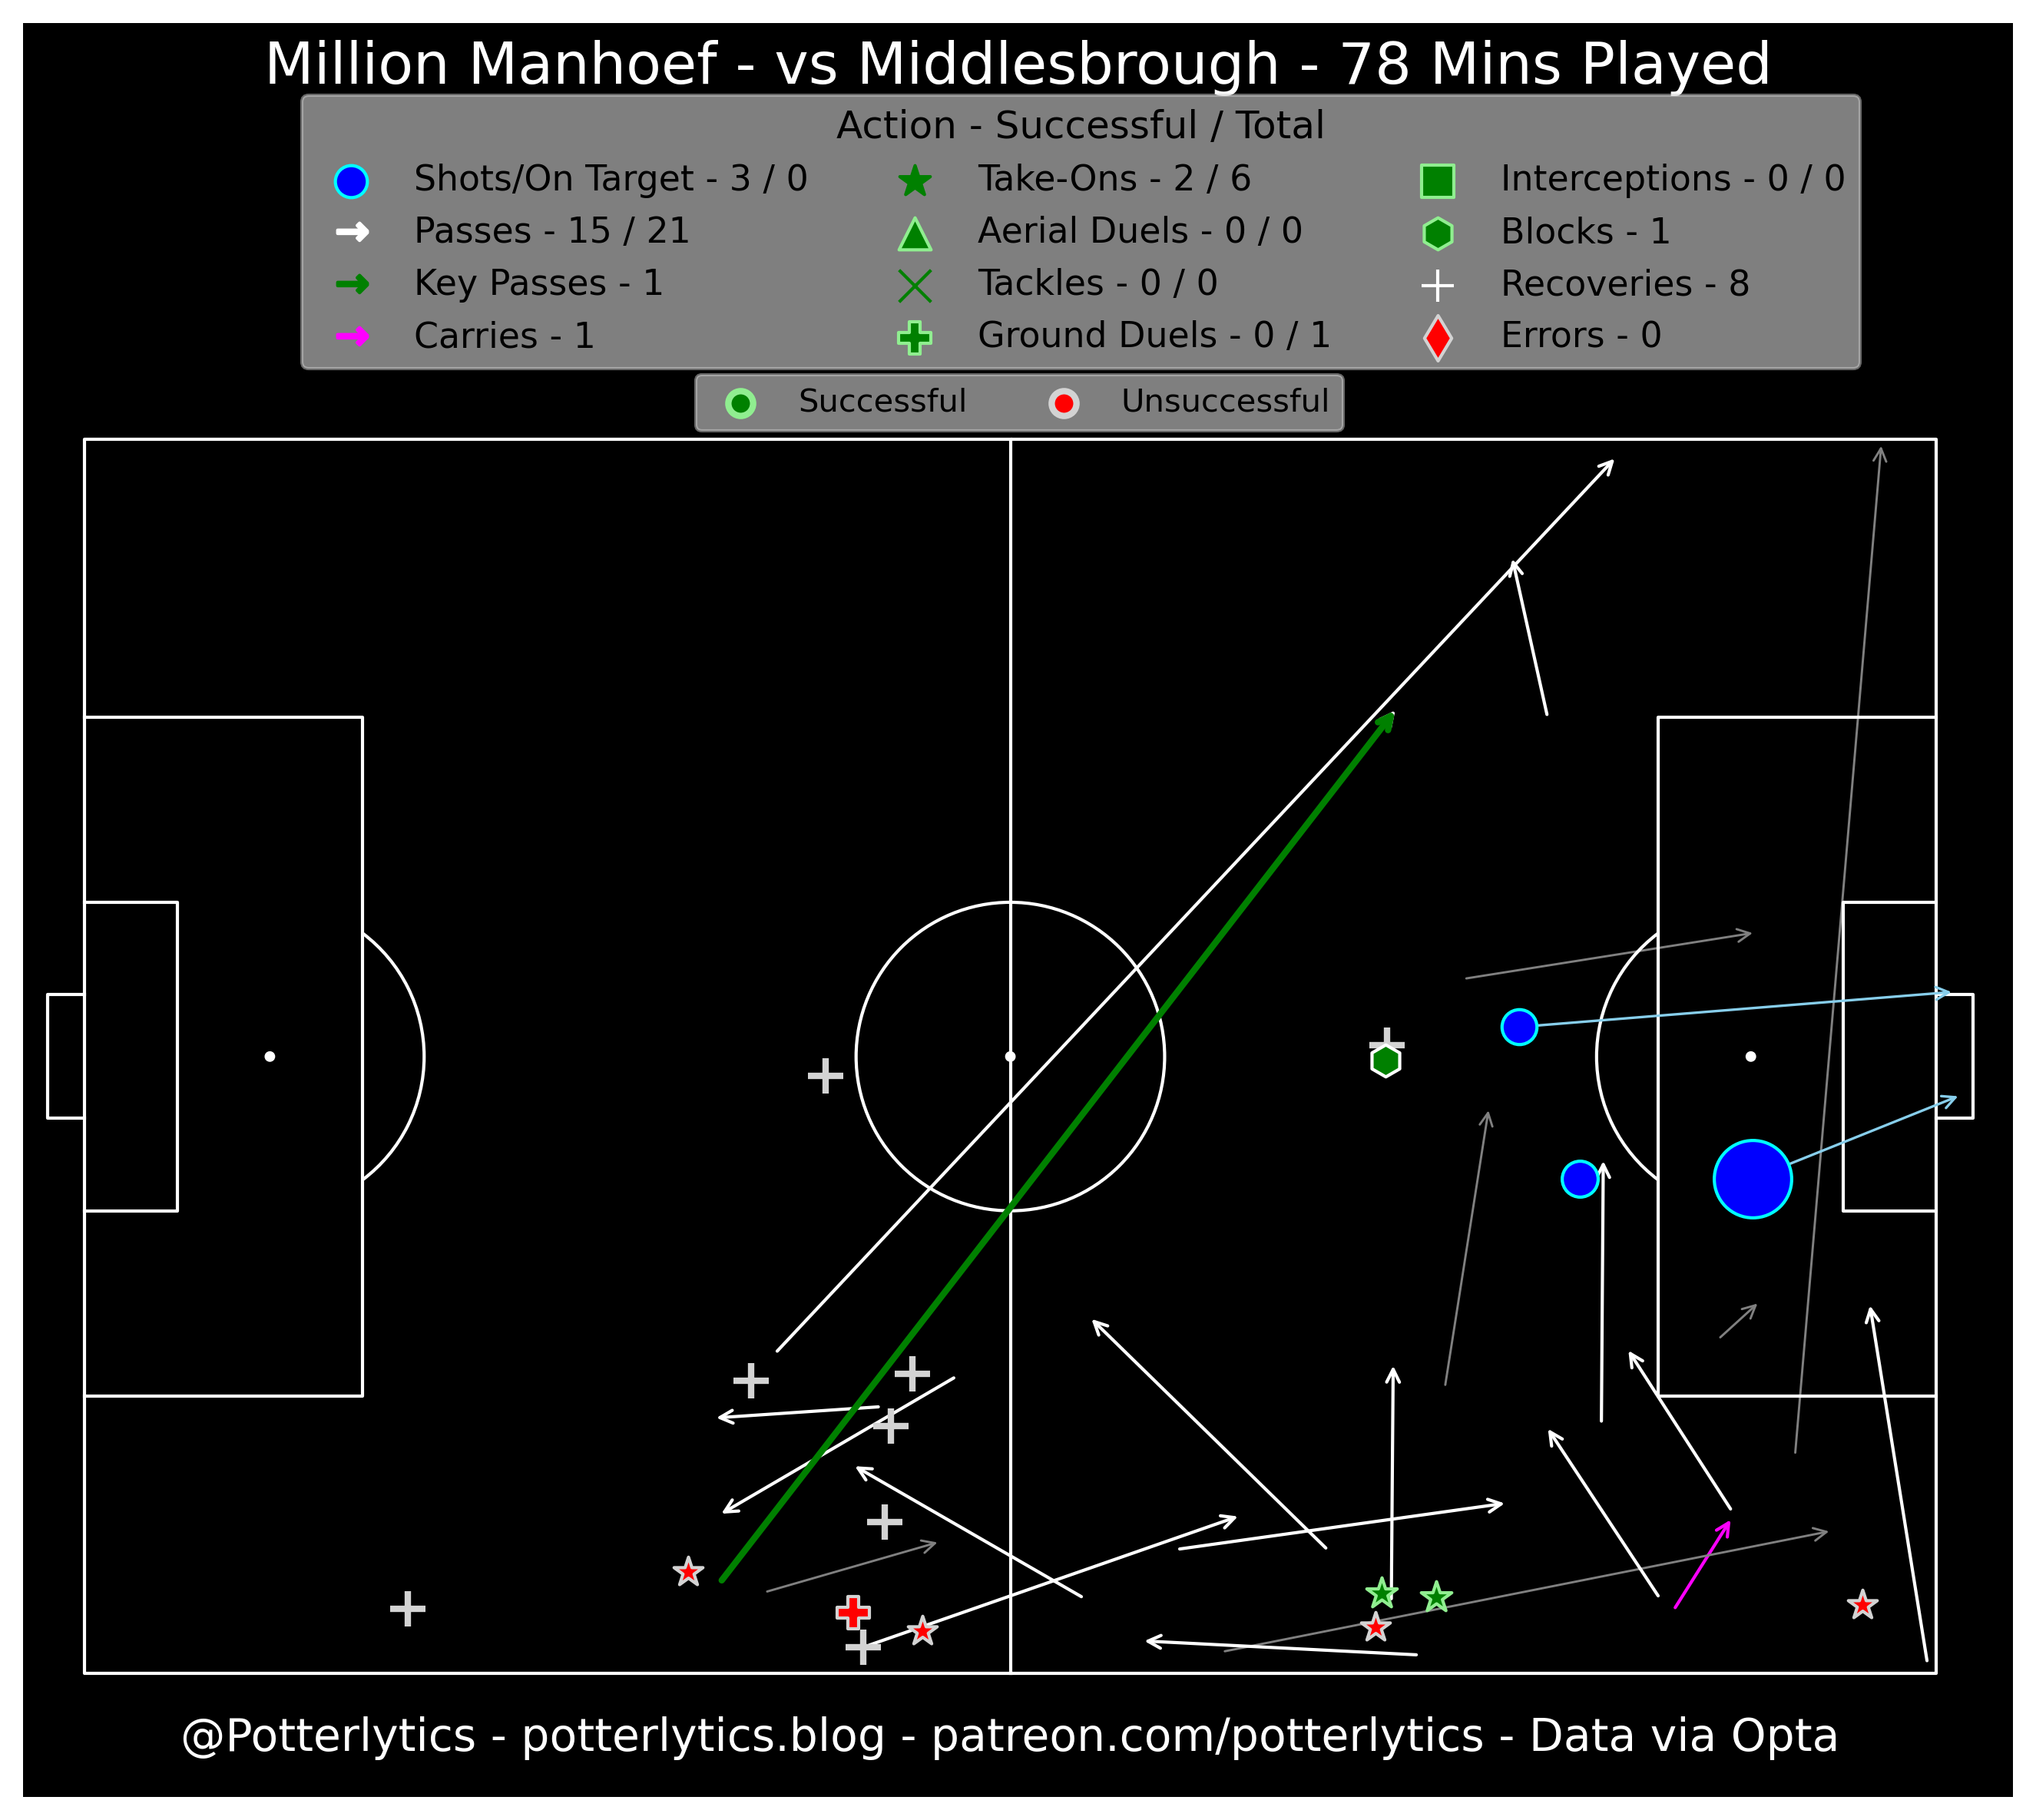 Million Manhoef - vs Middlesbrough - 78 Mins Played
Action - Successful / Total
Shots/On Target - 3 / 0
Passes - 15 / 21
Key Passes - 1
Carries - 1
Take-Ons - 2 / 6
Aerial Duels - 0 / 0
Tackles - 0 / 0
Ground Duels - 0 / 1
Interceptions - 0 / 0
Blocks - 1
Recoveries - 8
Errors - 0
Successful
Unsuccessful
@Potterlytics - potterlytics.blog - patreon.com/potterlytics - Data via Opta